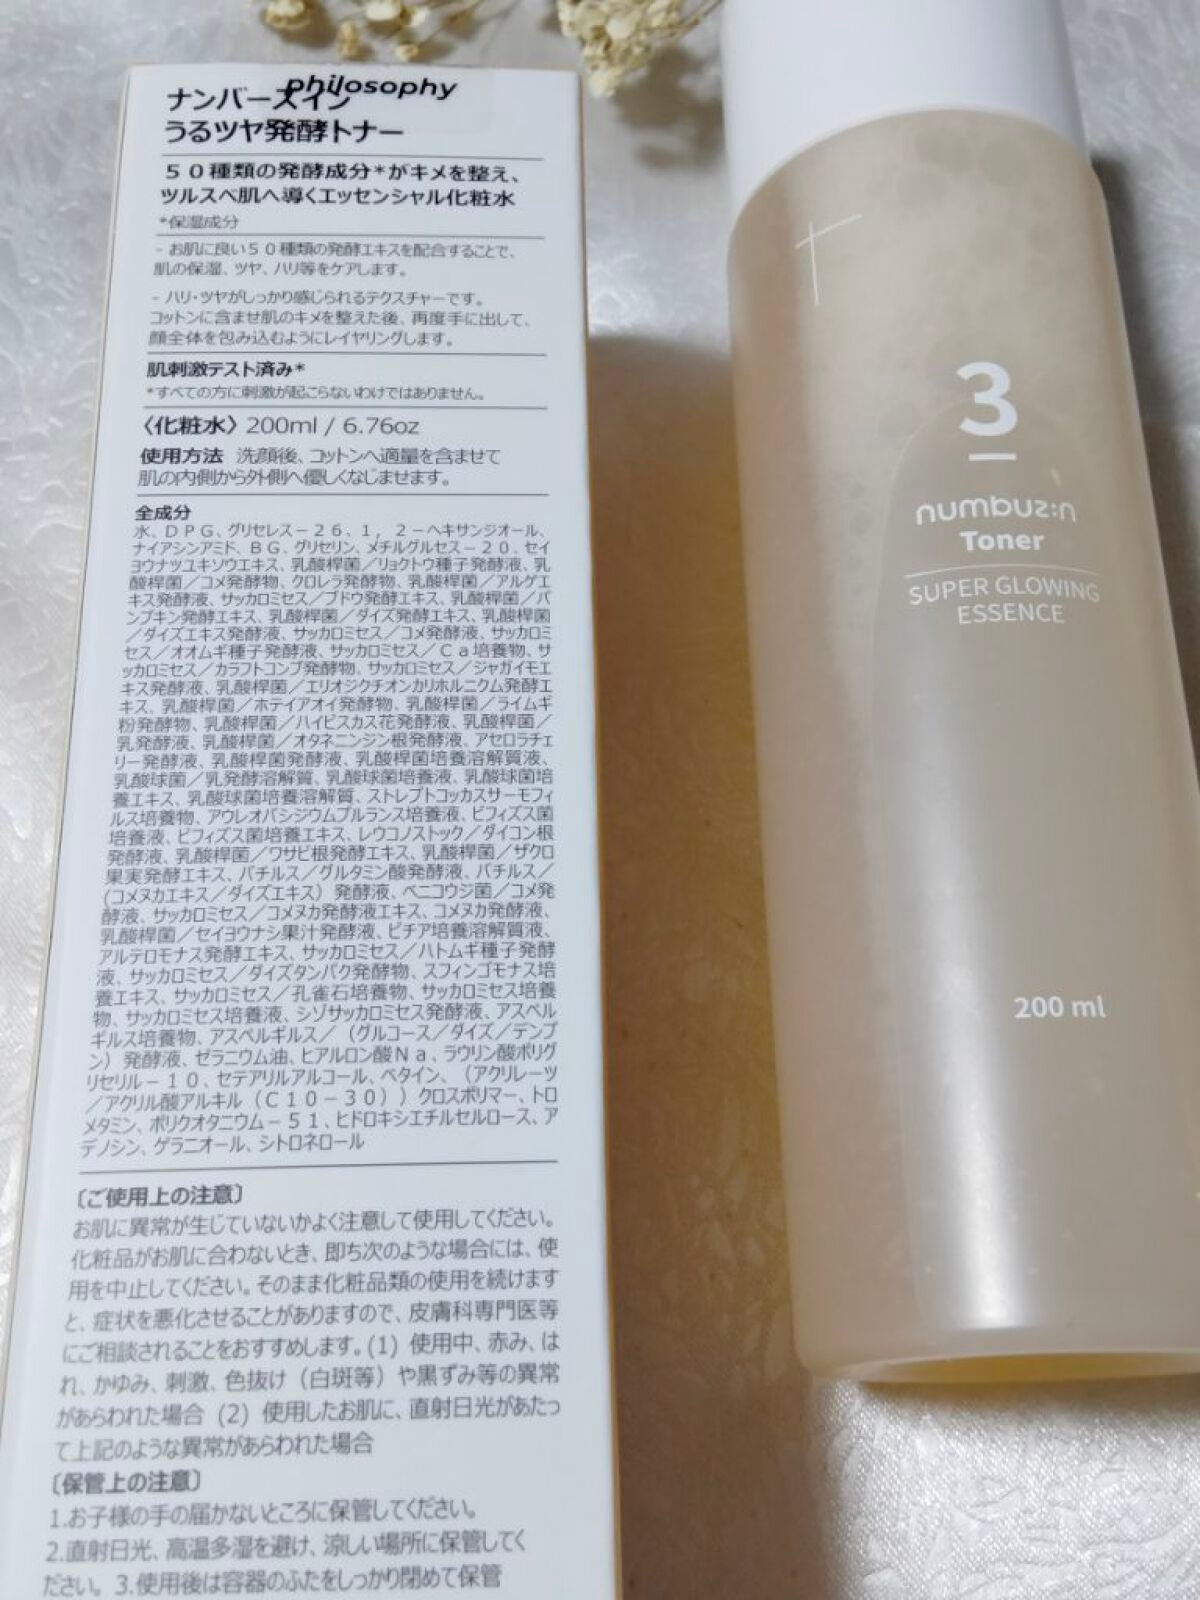 philosophy
ナンバーズイン
うるツヤ発酵トナー
５０種類の発酵成分*がキメを整え、
ツルスベ肌へ導くエッセンシャル化粧水
*保湿成分
- お肌に良い５０種類の発酵エキスを配合することで、
肌の保湿、ツヤ、ハリ等をケアします。
- ハリ・ツヤがしっかり感じられるテクスチャーです。
コットンに含ませ肌のキメを整えた後、再度手に出して、
顔全体を包み込むようにレイヤリングします。
肌刺激テスト済み*
*すべての方に刺激が起こらないわけではありません。
〈化粧水〉200ml / 6.76oz
使用方法 洗顔後、コットンへ適量を含ませて
肌の内側から外側へ優しくなじませます。
全成分
水、ＤＰＧ、グリセレス－２６、１，２－ヘキサンジオール、
ナイアシンアミド、ＢＧ、グリセリン、メチルグルセス－２０、セイ
ヨウナツユキソウエキス、乳酸桿菌／リョクトウ種子発酵液、乳
酸桿菌／コメ発酵物、クロレラ発酵物、乳酸桿菌／アルゲエ
キス発酵液、サッカロミセス／ブドウ発酵エキス、乳酸桿菌／パ
ンプキン発酵エキス、乳酸桿菌／ダイズ発酵エキス、乳酸桿菌
／ダイズエキス発酵液、サッカロミセス／コメ発酵液、サッカロミ
セス／オオムギ種子発酵液、サッカロミセス／Ｃａ培養物、サ
ッカロミセス／カラフトコンブ発酵物、サッカロミセス／ジャガイモエ
キス発酵液、乳酸桿菌／エリオジクチオンカリホルニクム発酵エ
キス、乳酸桿菌／ホテイアオイ発酵物、乳酸桿菌／ライムギ
粉発酵物、乳酸桿菌／ハイビスカス花発酵液、乳酸桿菌／
乳発酵液、乳酸桿菌／オタネニンジン根発酵液、アセロラチェ
リー発酵液、乳酸桿菌発酵液、乳酸桿菌培養溶解質液、
乳酸球菌／乳発酵溶解質、乳酸球菌培養液、乳酸球菌培
養エキス、乳酸球菌培養溶解質、ストレプトコッカスサーモフィ
ルス培養物、アウレオバシジウムプルランス培養液、ビフィズス菌
培養液、ビフィズス菌培養エキス、レウコノストック／ダイコン根
発酵液、乳酸桿菌／ワサビ根発酵エキス、乳酸桿菌／ザクロ
果実発酵エキス、バチルス／グルタミン酸発酵液、バチルス／
（コメヌカエキス／ダイズエキス）発酵液、ベニコウジ菌／コメ発
酵液、サッカロミセス／コメヌカ発酵液エキス、コメヌカ発酵液、
乳酸桿菌／セイヨウナシ果汁発酵液、ピチア培養溶解質液、
アルテロモナス発酵エキス、サッカロミセス／ハトムギ種子発酵
液、サッカロミセス／ダイズタンパク発酵物、スフィンゴモナス培
養エキス、サッカロミセス／孔雀石培養物、サッカロミセス培養
物、サッカロミセス培養液、シゾサッカロミセス発酵液、アスペル
ギルス培養物、アスペルギルス／（グルコース／ダイズ／デンプ
ン）発酵液、ゼラニウム油、ヒアルロン酸Ｎａ、ラウリン酸ポリグ
リセリル－１０、セテアリルアルコール、ベタイン、（アクリレーツ
／アクリル酸アルキル（Ｃ１０－３０））クロスポリマー、トロ
メタミン、ポリクオタニウム－５１、ヒドロキシエチルセルロース、ア
デノシン、ゲラニオール、シトロネロール
〔ご使用上の注意〕
お肌に異常が生じていないかよく注意して使用してください。
化粧品がお肌に合わないとき、即ち次のような場合には、使
用を中止してください。そのまま化粧品類の使用を続けます
と、症状を悪化させることがありますので、皮膚科専門医等
にご相談されることをおすすめします。(1) 使用中、赤み、は
れ、かゆみ、刺激、色抜け（白斑等）や黒ずみ等の異常
があらわれた場合 (2) 使用したお肌に、直射日光があたっ
て上記のような異常があらわれた場合
〔保管上の注意〕
1.お子様の手の届かないところに保管してください。
2.直射日光、高温多湿を避け、涼しい場所に保管してく
ださい。3.使用後は容器のふたをしっかり閉めて保管
3
numbuz:n
Toner
SUPER GLOWING
ESSENCE
200 ml